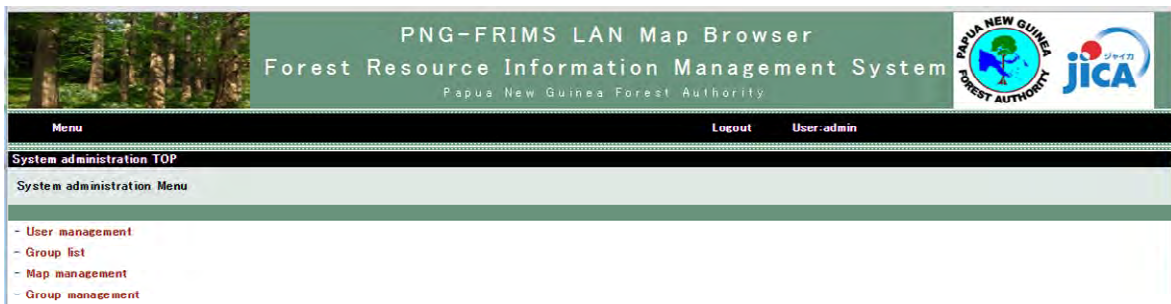 PNG-FRIMS LAN Map Browser
Forest Resource Information Management System
Papua New Guinea Forest Authority
PAPUA NEW GUINEA
FOREST AUTHORITY
ジャイカ
jICA
Menu Logout User:admin
System administration TOP
System administration Menu
- User management
- Group list
- Map management
- Group management